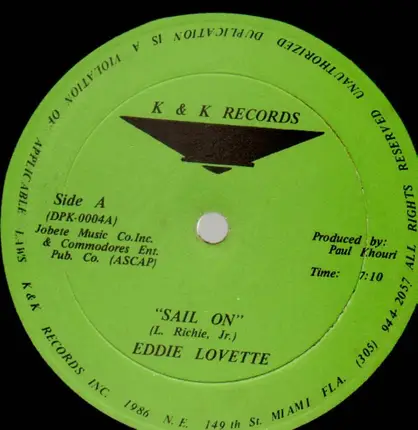 K & K RECORDS
Side A
(DPK-0004A)
Jobete Music Co.Inc.
& Commodores Ent.
Pub. Co. (ASCAP)
Produced by:
Paul Khouri
Time: 7:10
"SAIL ON"
(L. Richie, Jr.)
EDDIE LOVETTE
K & K RECORDS INC. 1986 N.E. 149th St. MIAMI FLA. (305) 944-2057 ALL RIGHTS RESERVED UNAUTHORIZED DUPLICATION IS A VIOLATION OF APPLICABLE LAWS